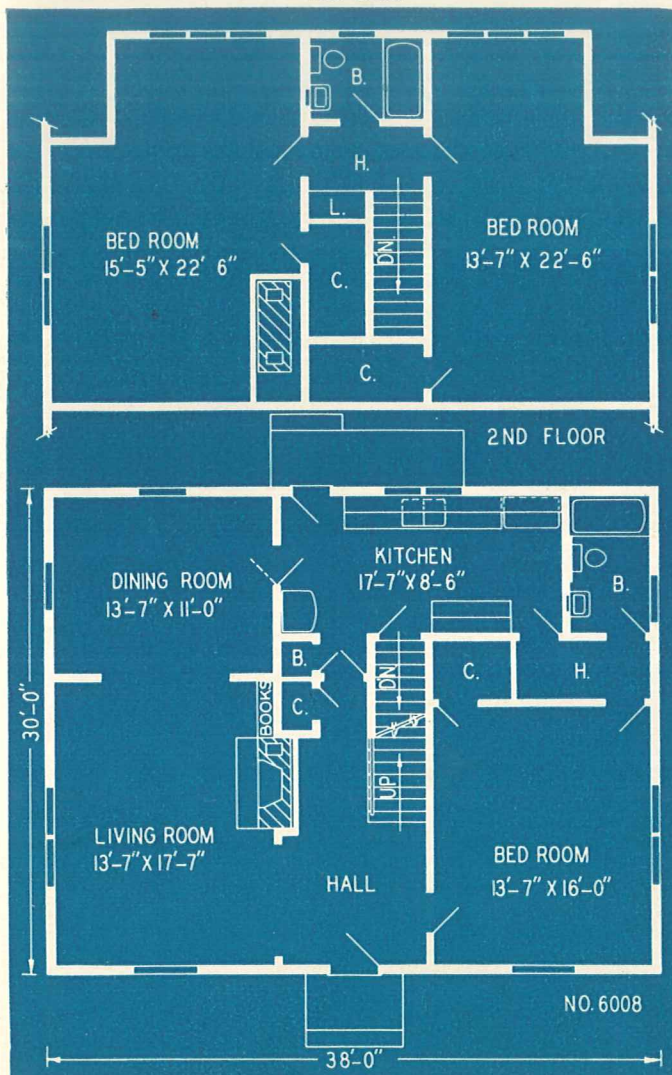 B.
H.
L.
BED ROOM
15'-5" X 22' 6"
DN.
BED ROOM
13'-7" X 22'-6"
C.
C.
2ND FLOOR
KITCHEN
17'-7" X 8'-6"
DINING ROOM
13'-7" X 11'-0"
B.
B.
C.
DN
C.
H.
BOOKS
30'-0"
UP
LIVING ROOM
13'-7" X 17'-7"
HALL
BED ROOM
13'-7" X 16'-0"
NO. 6008
38'-0"